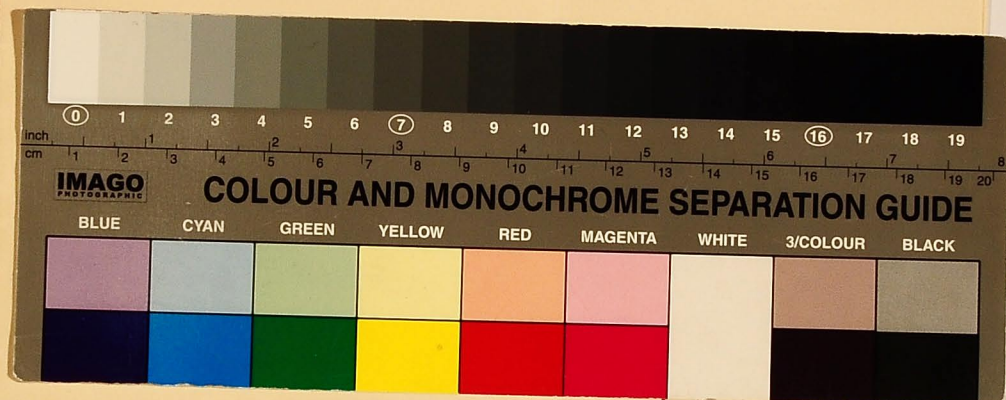 0 1 2 3 4 5 6 7 8 9 10 11 12 13 14 15 16 17 18 19
inch 1 2 3 4 5 6 7 8
cm 1 2 3 4 5 6 7 8 9 10 11 12 13 14 15 16 17 18 19 20
IMAGO
PHOTOGRAPHIC
COLOUR AND MONOCHROME SEPARATION GUIDE
BLUE CYAN GREEN YELLOW RED MAGENTA WHITE 3/COLOUR BLACK